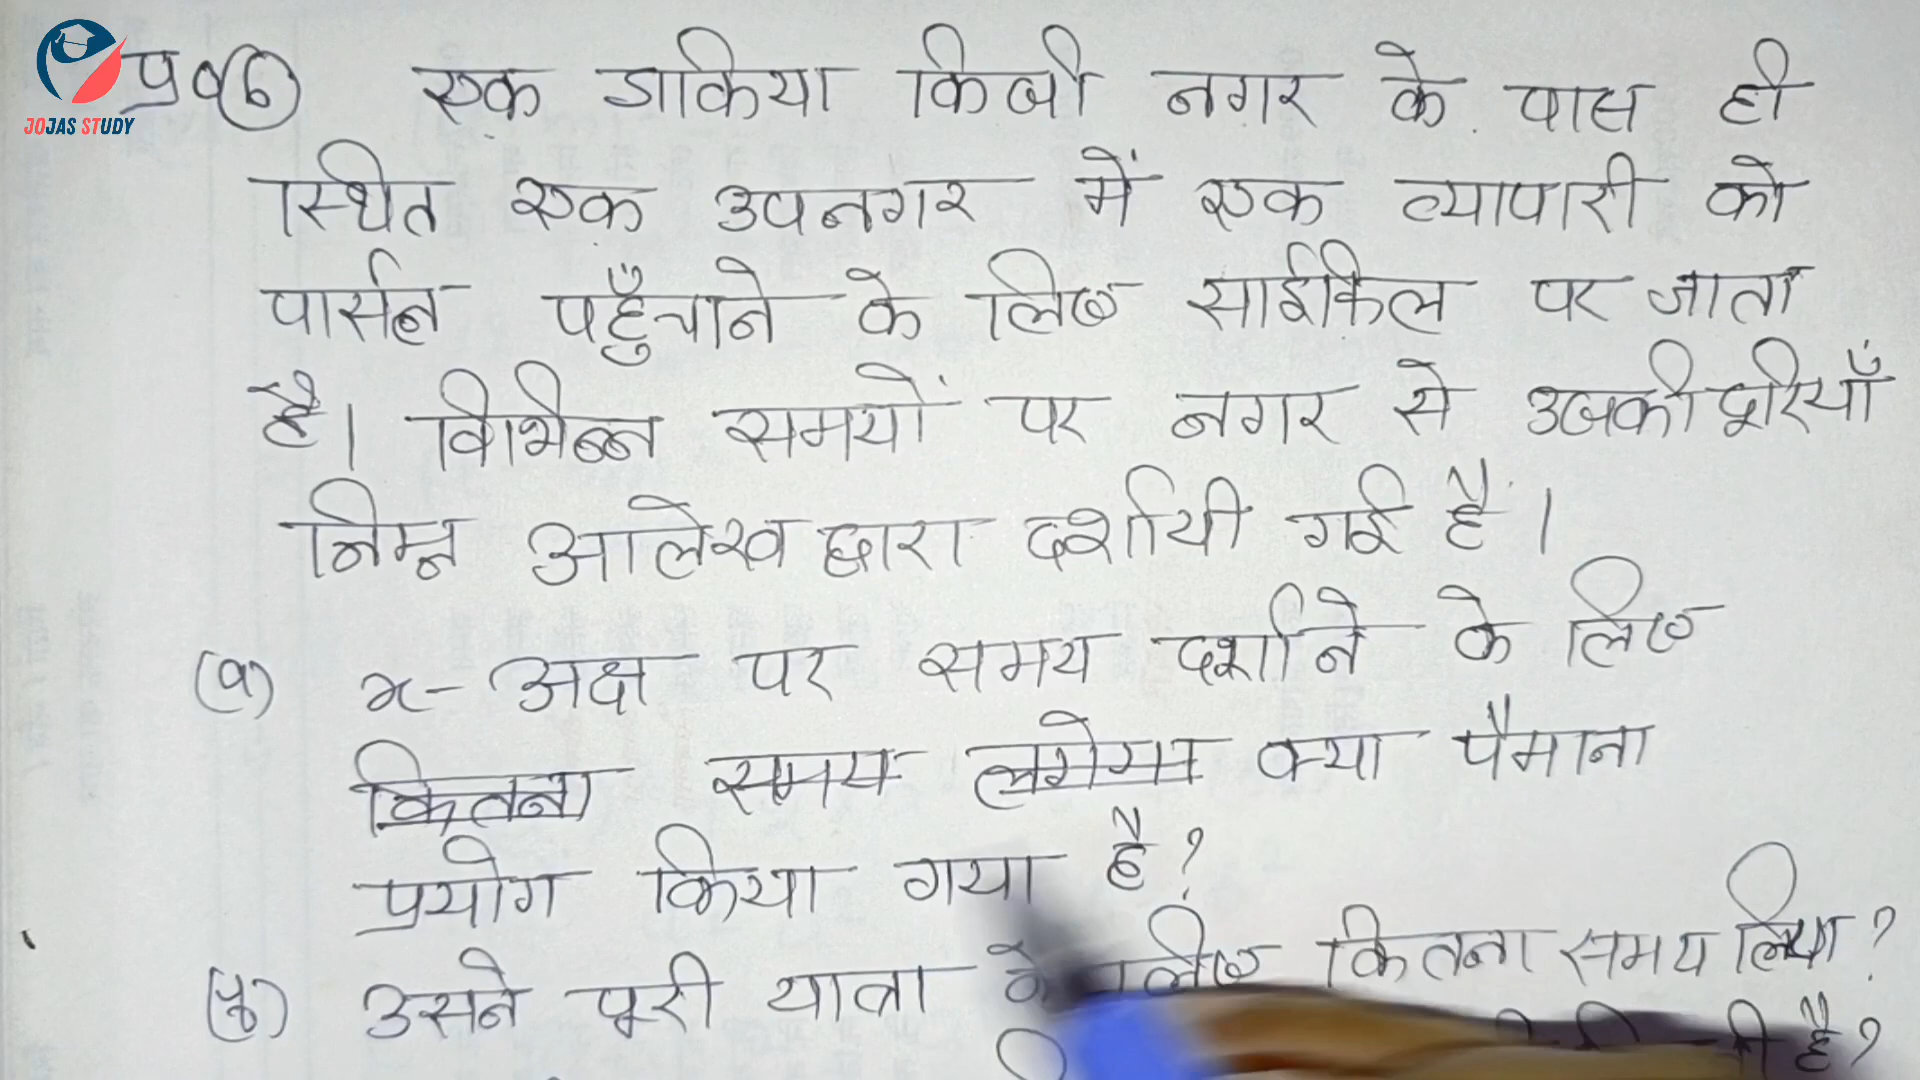 JOJAS STUDY
प्र०⑥ एक डाकिया किसी नगर के पास ही
स्थित एक उपनगर में एक व्यापारी को
पार्सल पहुँचाने के लिए साईकिल पर जाता
है। विभिन्न समयों पर नगर से उसकी दूरियाँ
निम्न आलेख द्वारा दर्शायी गई है।
(a) x-अक्ष पर समय दर्शाने के लिए
कितना समय लगेगा क्या पैमाना
प्रयोग किया गया है?
उसने पूरी यात्रा के लिए कितना समय लिया?
है?